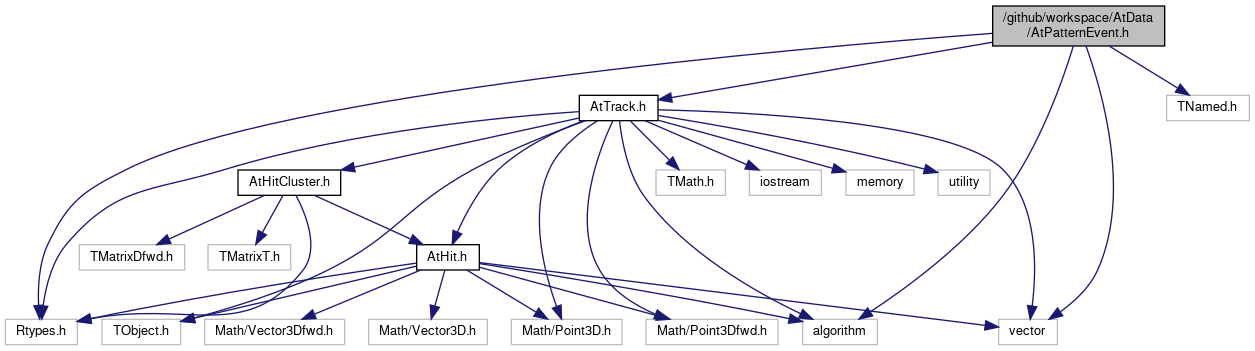 /github/workspace/AtData
/AtPatternEvent.h
AtTrack.h
TNamed.h
AtHitCluster.h
TMath.h
iostream
memory
utility
TMatrixDfwd.h
TMatrixT.h
AtHit.h
Rtypes.h
TObject.h
Math/Vector3Dfwd.h
Math/Vector3D.h
Math/Point3D.h
Math/Point3Dfwd.h
algorithm
vector